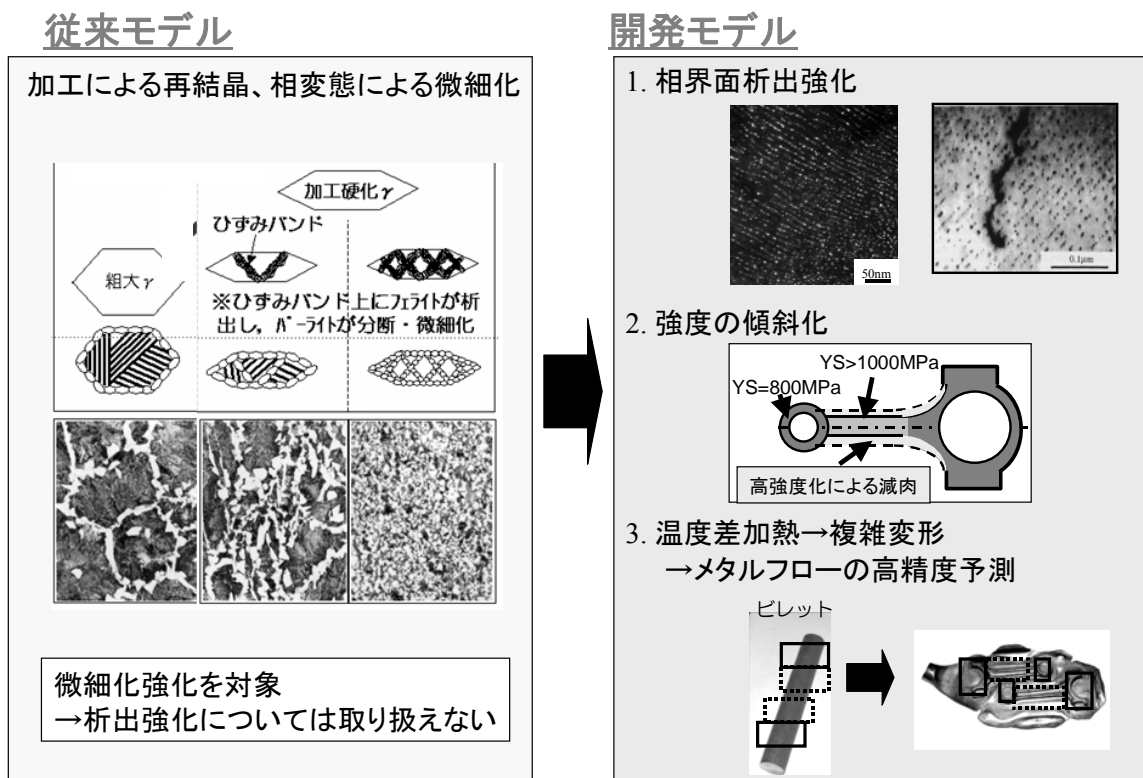 従来モデル
加工による再結晶、相変態による微細化
加工硬化γ
ひずみバンド
粗大γ
※ひずみバンド上にフェライトが析
出し，パーライトが分断・微細化
微細化強化を対象
→析出強化については取り扱えない
開発モデル
1. 相界面析出強化
50nm
0.1μm
2. 強度の傾斜化
YS>1000MPa
YS=800MPa
高強度化による減肉
3. 温度差加熱→複雑変形
→メタルフローの高精度予測
ビレット